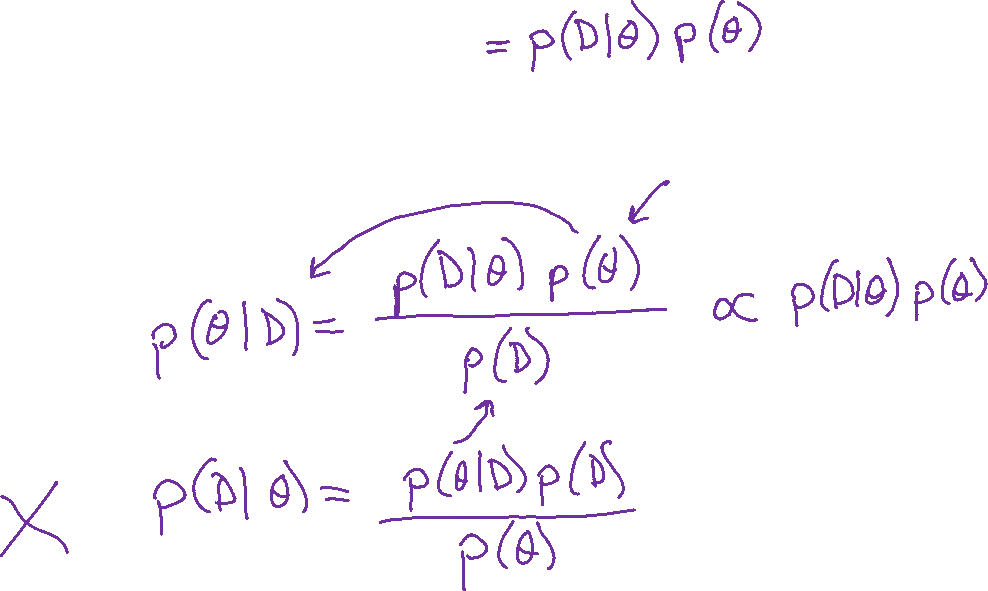 = p(D|θ) p(θ)
p(θ|D) = p(D|θ) p(θ) / p(D) ∝ p(D|θ) p(θ)
X p(D|θ) = p(θ|D) p(D) / p(θ)